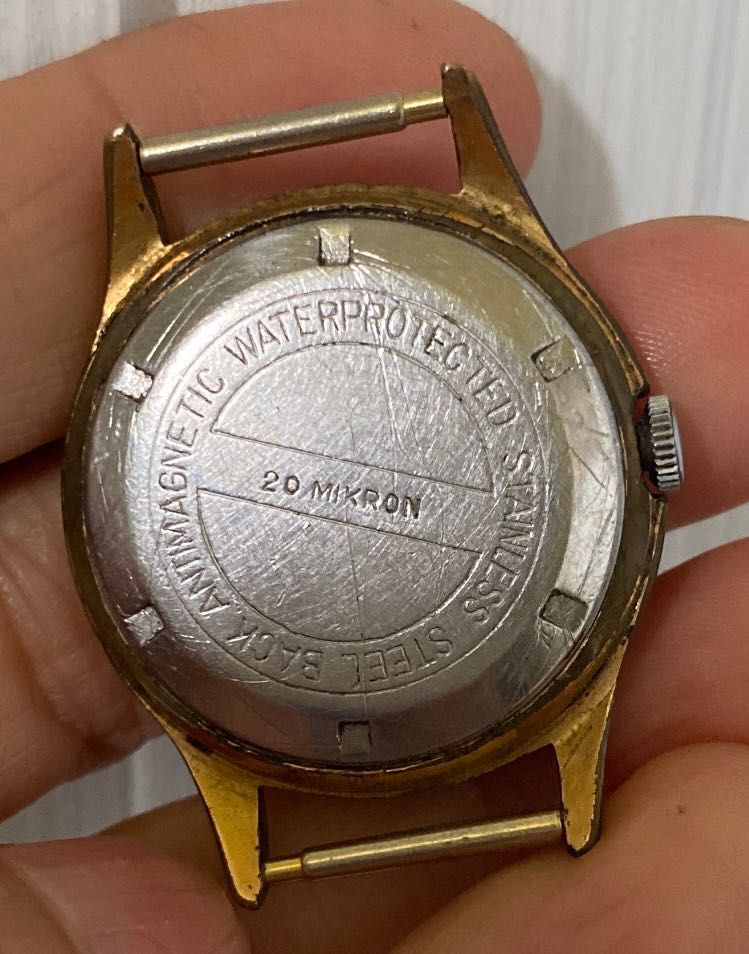 WATERPROTECTED STAINLESS STEEL BACK ANTIMAGNETIC
20 MIKRON